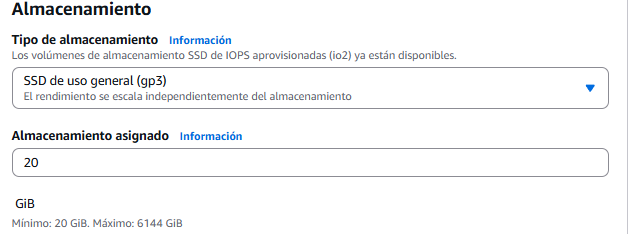 Almacenamiento
Tipo de almacenamiento Información
Los volúmenes de almacenamiento SSD de IOPS aprovisionadas (io2) ya están disponibles.
SSD de uso general (gp3)
El rendimiento se escala independientemente del almacenamiento
Almacenamiento asignado Información
20
GiB
Mínimo: 20 GiB. Máximo: 6144 GiB